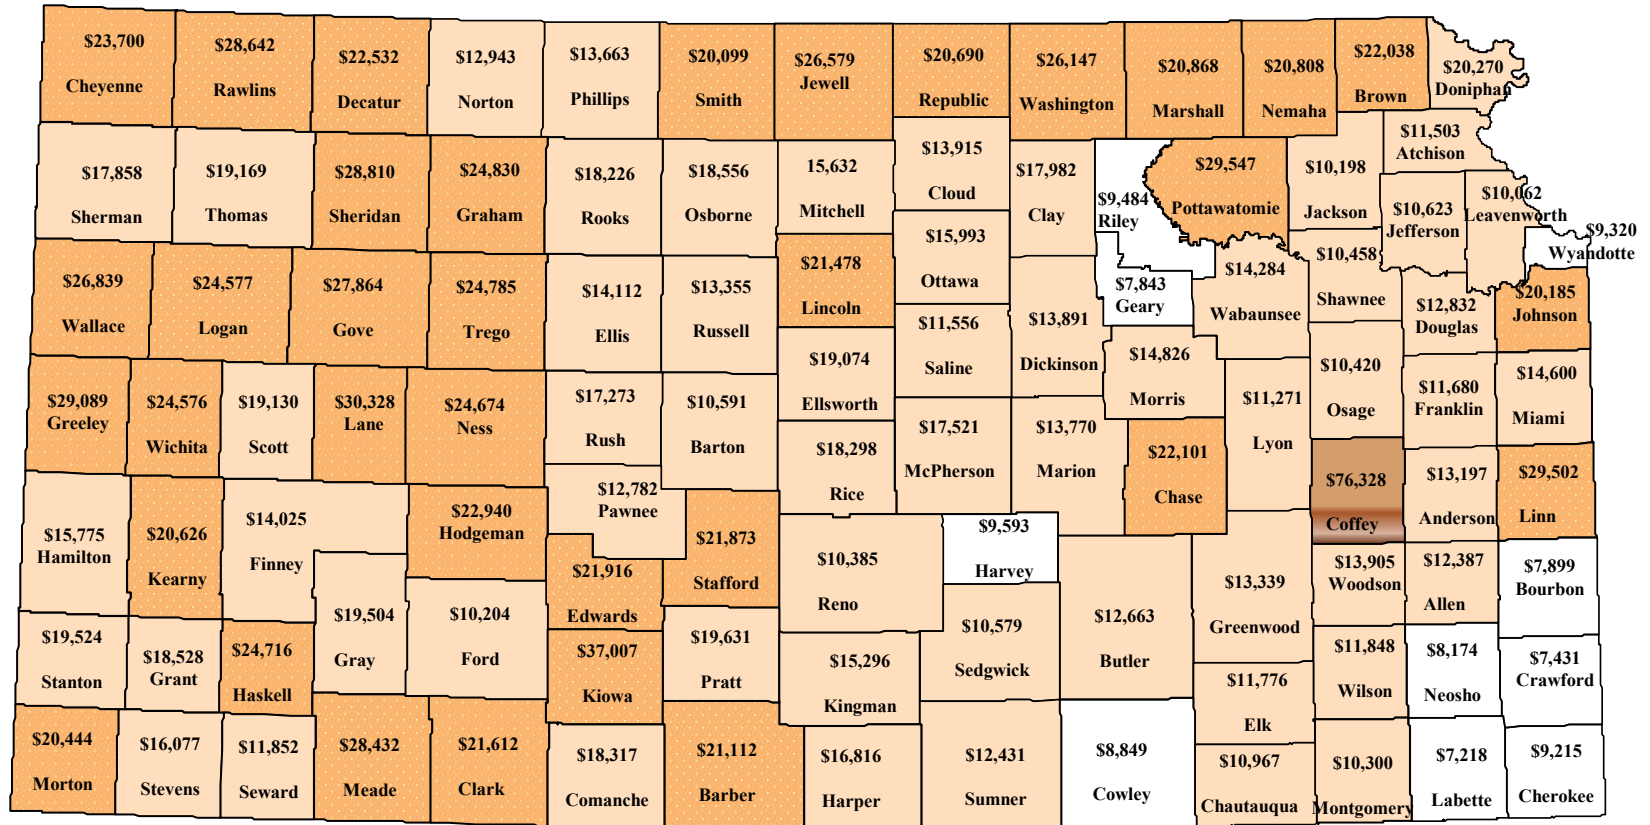 $23,700
Cheyenne
$28,642
Rawlins
$22,532
Decatur
$12,943
Norton
$13,663
Phillips
$20,099
Smith
$26,579
Jewell
$20,690
Republic
$26,147
Washington
$20,868
Marshall
$20,808
Nemaha
$22,038
Brown
$20,270
Doniphan
$17,858
Sherman
$19,169
Thomas
$28,810
Sheridan
$24,830
Graham
$18,226
Rooks
$18,556
Osborne
15,632
Mitchell
$13,915
Cloud
$17,982
Clay
$9,484
Riley
$29,547
Pottawatomie
$10,198
Jackson
$11,503
Atchison
$10,623
Jefferson
$10,062
Leavenworth
$9,320
Wyandotte
$26,839
Wallace
$24,577
Logan
$27,864
Gove
$24,785
Trego
$14,112
Ellis
$13,355
Russell
$21,478
Lincoln
$15,993
Ottawa
$7,843
Geary
$14,284
Wabaunsee
$10,458
Shawnee
$12,832
Douglas
$20,185
Johnson
$19,074
Ellsworth
$11,556
Saline
$13,891
Dickinson
$14,826
Morris
$10,420
Osage
$11,680
Franklin
$14,600
Miami
$29,089
Greeley
$24,576
Wichita
$19,130
Scott
$30,328
Lane
$24,674
Ness
$17,273
Rush
$10,591
Barton
$18,298
Rice
$17,521
McPherson
$13,770
Marion
$22,101
Chase
$11,271
Lyon
$76,328
Coffey
$13,197
Anderson
$29,502
Linn
$15,775
Hamilton
$20,626
Kearny
$14,025
Finney
$22,940
Hodgeman
$12,782
Pawnee
$21,916
Edwards
$21,873
Stafford
$10,385
Reno
$9,593
Harvey
$12,663
Butler
$13,339
Greenwood
$13,905
Woodson
$12,387
Allen
$7,899
Bourbon
$19,524
Stanton
$18,528
Grant
$24,716
Haskell
$19,504
Gray
$10,204
Ford
$37,007
Kiowa
$19,631
Pratt
$15,296
Kingman
$10,579
Sedgwick
$11,776
Elk
$11,848
Wilson
$8,174
Neosho
$7,431
Crawford
$20,444
Morton
$16,077
Stevens
$11,852
Seward
$28,432
Meade
$21,612
Clark
$18,317
Comanche
$21,112
Barber
$16,816
Harper
$12,431
Sumner
$8,849
Cowley
$10,967
Chautauqua
$10,300
Montgomery
$7,218
Labette
$9,215
Cherokee